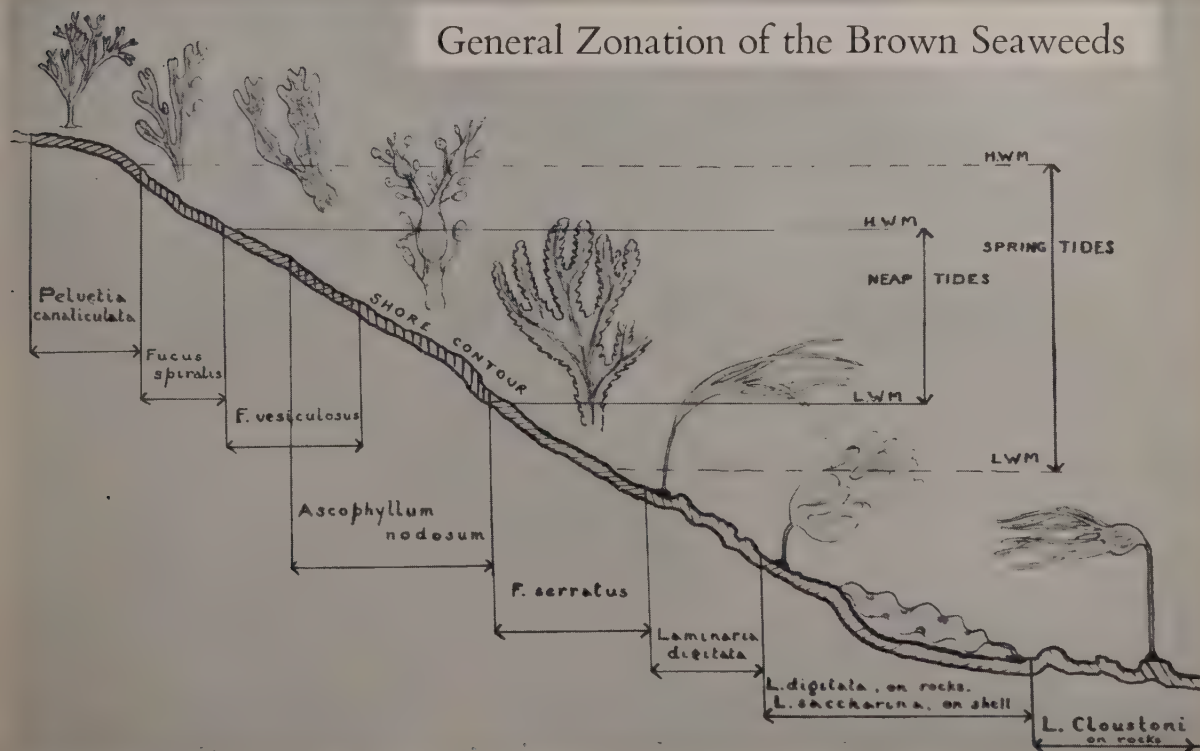 General Zonation of the Brown Seaweeds
H.W.M
H.W.M
SPRING TIDES
NEAP TIDES
Pelvetia
canaliculata
SHORE CONTOUR
Fucus
spiralis
L.W.M
F. vesiculosus
L.W.M
Ascophyllum
nodosum
F. serratus
Laminaria
digitata
L. digitata, on rocks.
L. saccharina, on shell
L. Cloustoni
on rocks